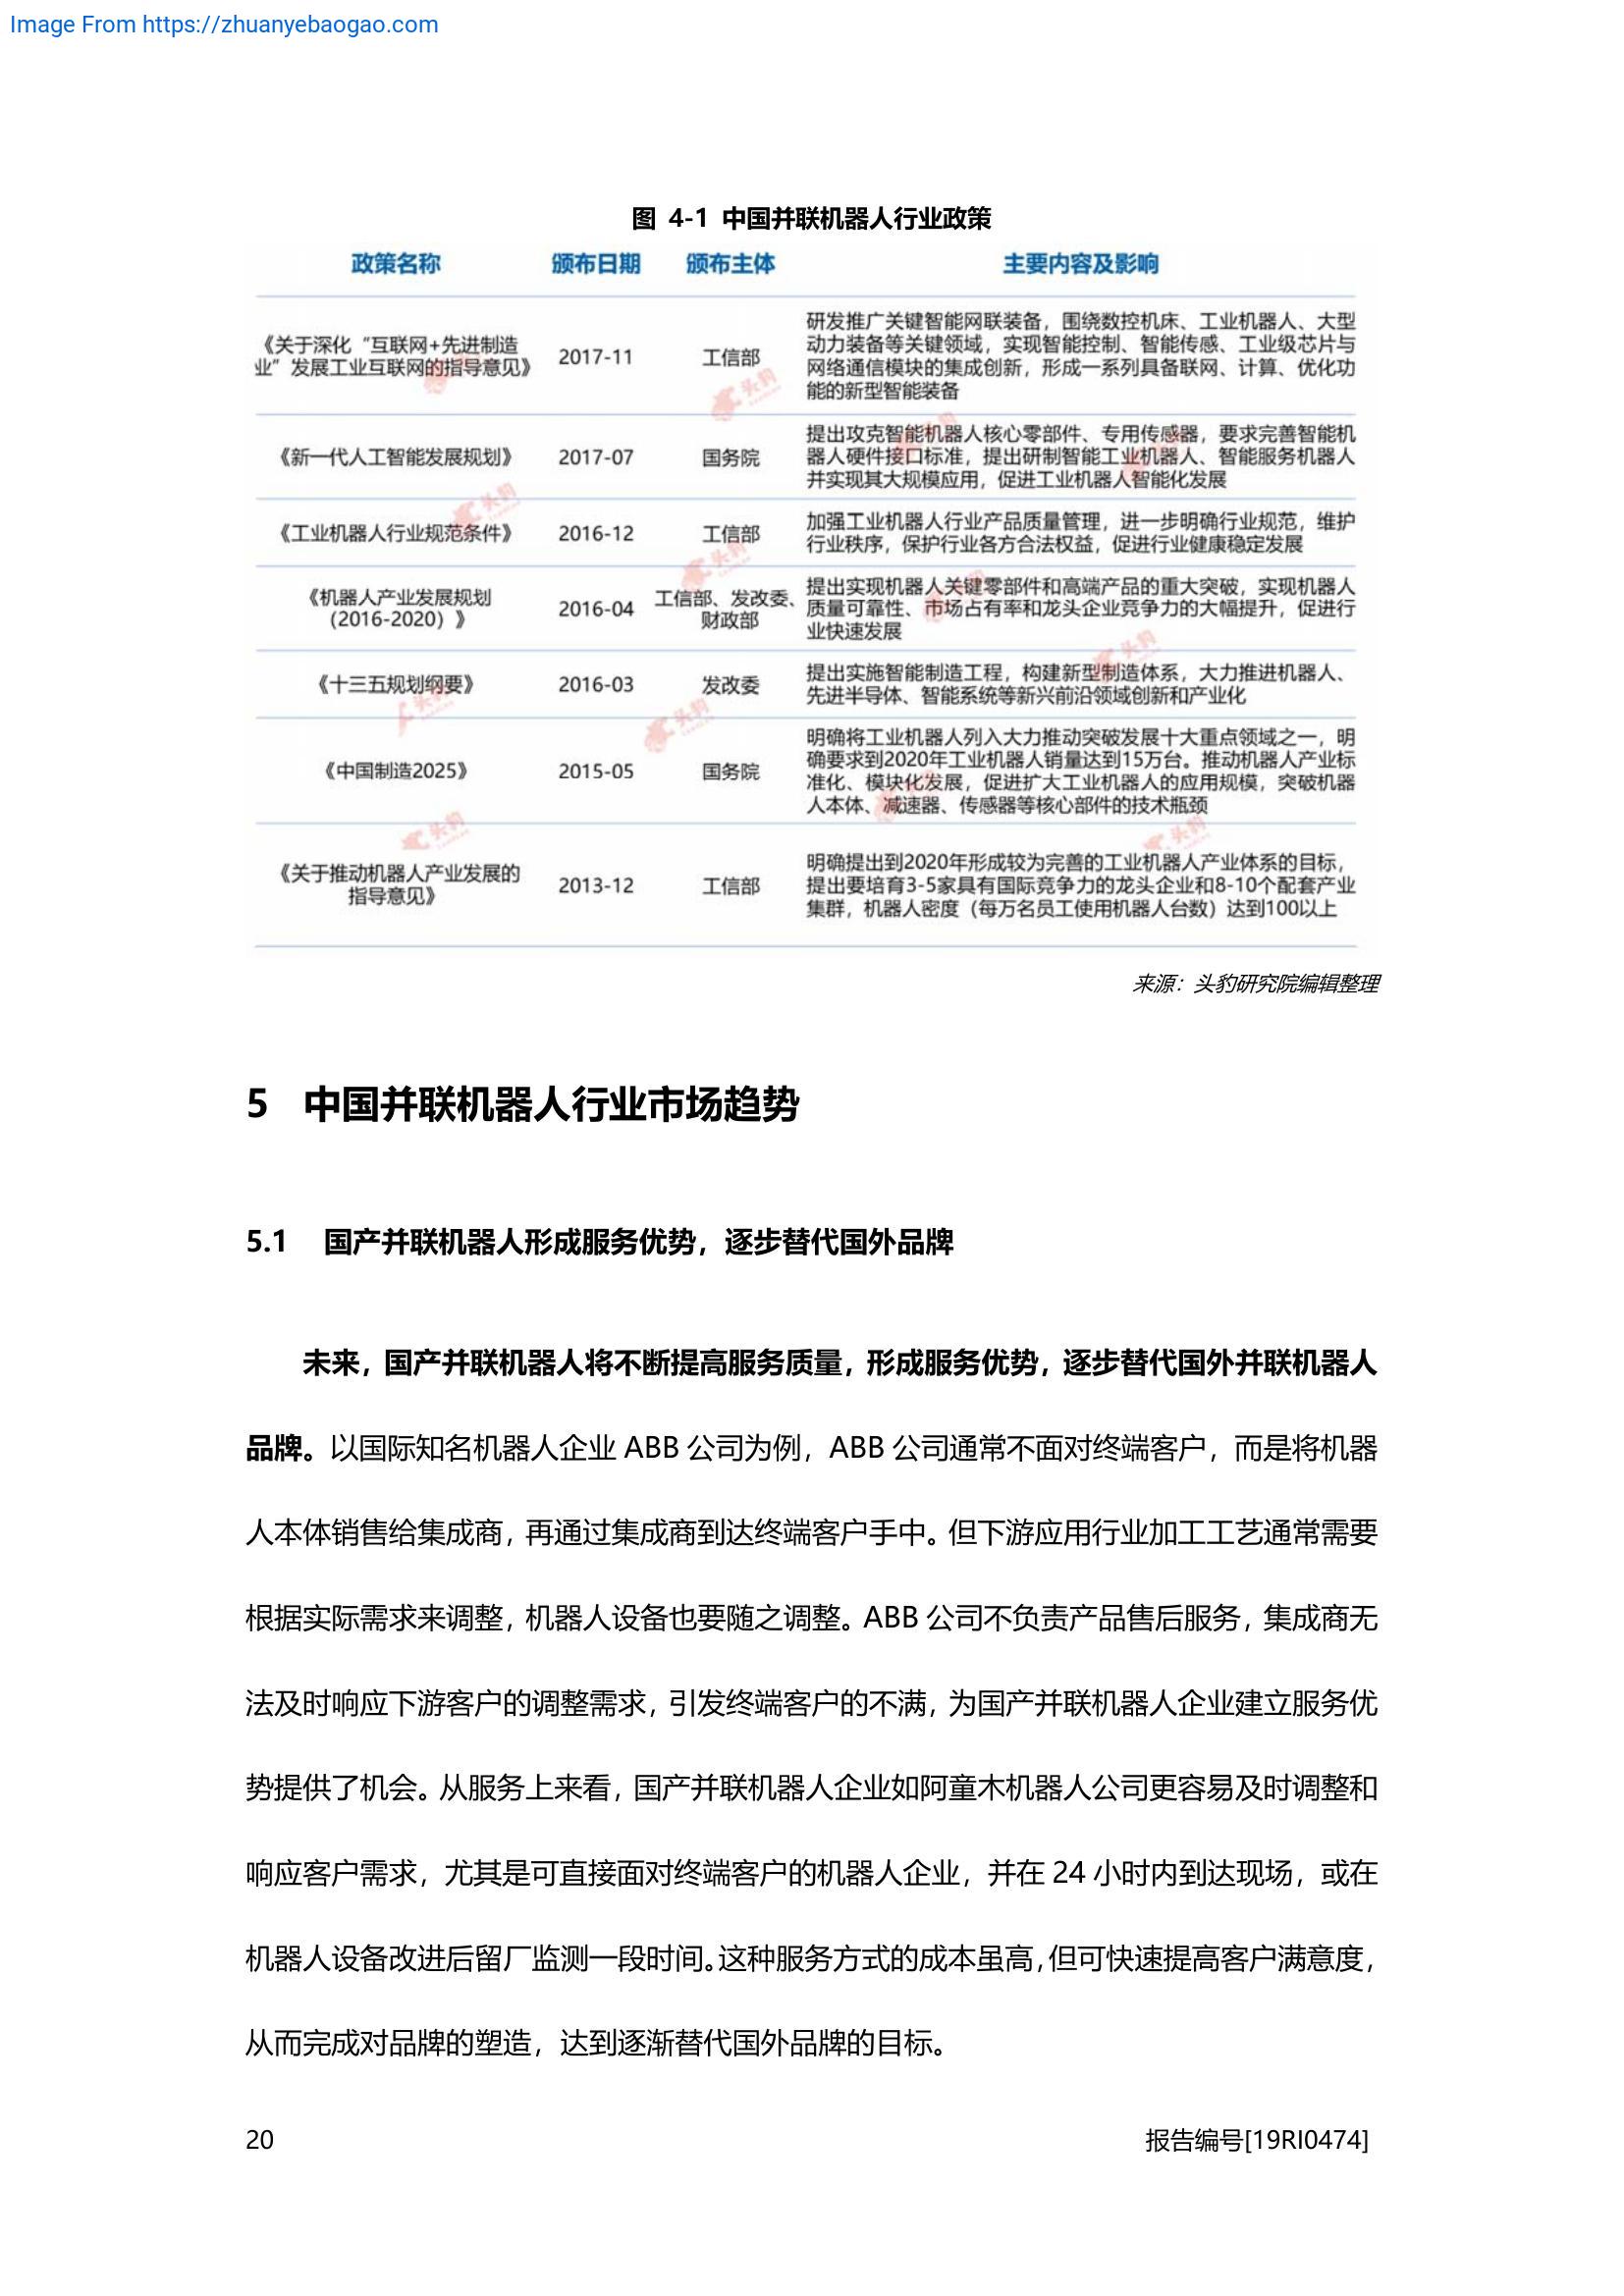 Image From https://zhuanyebaogao.com
图 4-1 中国并联机器人行业政策
政策名称 颁布日期 颁布主体 主要内容及影响
《关于深化“互联网+先进制造
业”发展工业互联网的指导意见》
2017-11
工信部
研发推广关键智能网联装备，围绕数控机床、工业机器人、大型
动力装备等关键领域，实现智能控制、智能传感、工业级芯片与
网络通信模块的集成创新，形成一系列具备联网、计算、优化功
能的新型智能装备
《新一代人工智能发展规划》
2017-07
国务院
提出攻克智能机器人核心零部件、专用传感器，要求完善智能机
器人硬件接口标准，提出研制智能工业机器人、智能服务机器人
并实现其大规模应用，促进工业机器人智能化发展
《工业机器人行业规范条件》
2016-12
工信部
加强工业机器人行业产品质量管理，进一步明确行业规范，维护
行业秩序，保护行业各方合法权益，促进行业健康稳定发展
《机器人产业发展规划
（2016-2020）》
2016-04
工信部、发改委、
财政部
提出实现机器人关键零部件和高端产品的重大突破，实现机器人
质量可靠性、市场占有率和龙头企业竞争力的大幅提升，促进行
业快速发展
《十三五规划纲要》
2016-03
发改委
提出实施智能制造工程，构建新型制造体系，大力推进机器人、
先进半导体、智能系统等新兴前沿领域创新和产业化
《中国制造2025》
2015-05
国务院
明确将工业机器人列入大力推动突破发展十大重点领域之一，明
确要求到2020年工业机器人销量达到15万台。推动机器人产业标
准化、模块化发展，促进扩大工业机器人的应用规模，突破机器
人本体、减速器、传感器等核心部件的技术瓶颈
《关于推动机器人产业发展的
指导意见》
2013-12
工信部
明确提出到2020年形成较为完善的工业机器人产业体系的目标，
提出要培育3-5家具有国际竞争力的龙头企业和8-10个配套产业
集群，机器人密度（每万名员工使用机器人台数）达到100以上
来源：头豹研究院编辑整理
5 中国并联机器人行业市场趋势
5.1 国产并联机器人形成服务优势，逐步替代国外品牌
未来，国产并联机器人将不断提高服务质量，形成服务优势，逐步替代国外并联机器人
品牌。以国际知名机器人企业 ABB 公司为例，ABB 公司通常不面对终端客户，而是将机器
人本体销售给集成商，再通过集成商到达终端客户手中。但下游应用行业加工工艺通常需要
根据实际需求来调整，机器人设备也要随之调整。ABB 公司不负责产品售后服务，集成商无
法及时响应下游客户的调整需求，引发终端客户的不满，为国产并联机器人企业建立服务优
势提供了机会。从服务上来看，国产并联机器人企业如阿童木机器人公司更容易及时调整和
响应客户需求，尤其是可直接面对终端客户的机器人企业，并在 24 小时内到达现场，或在
机器人设备改进后留厂监测一段时间。这种服务方式的成本虽高，但可快速提高客户满意度，
从而完成对品牌的塑造，达到逐渐替代国外品牌的目标。
20 报告编号[19RI0474]